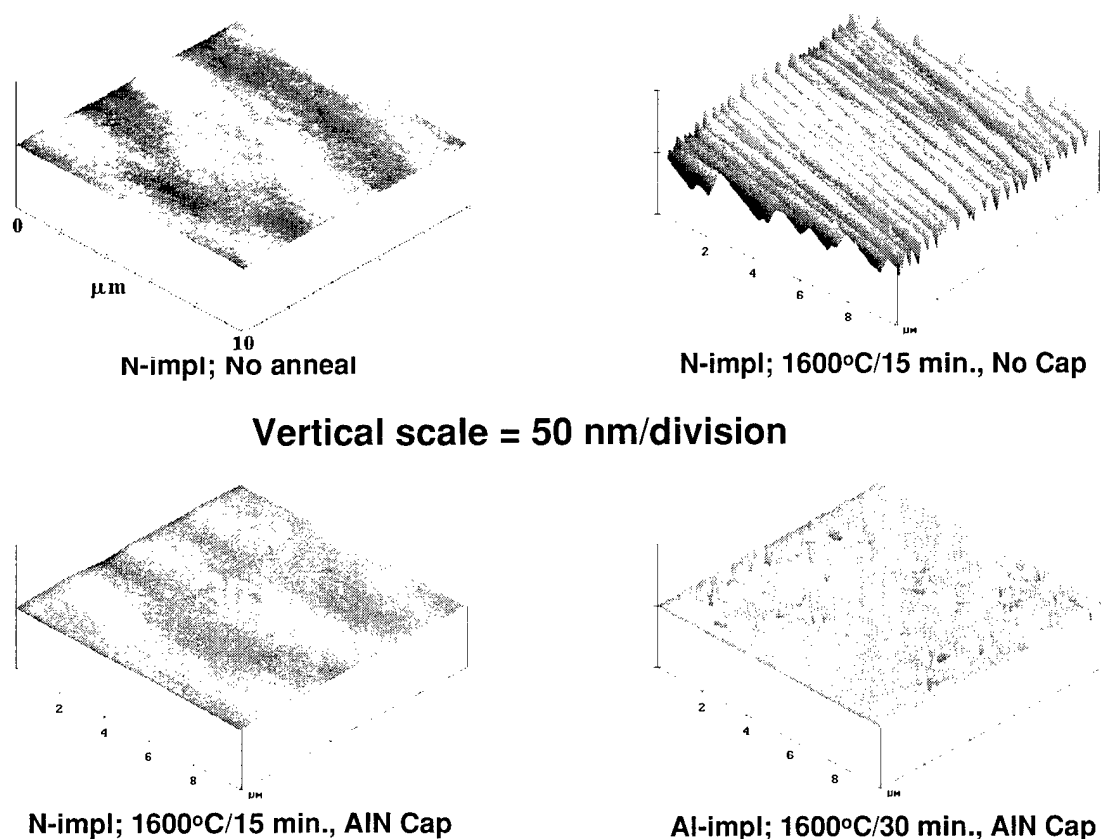 0
μm
10
N-impl; No anneal
2
4
6
8
μM
N-impl; 1600°C/15 min., No Cap
Vertical scale = 50 nm/division
2
4
6
8
μM
N-impl; 1600°C/15 min., AlN Cap
2
4
6
8
μM
Al-impl; 1600°C/30 min., AlN Cap